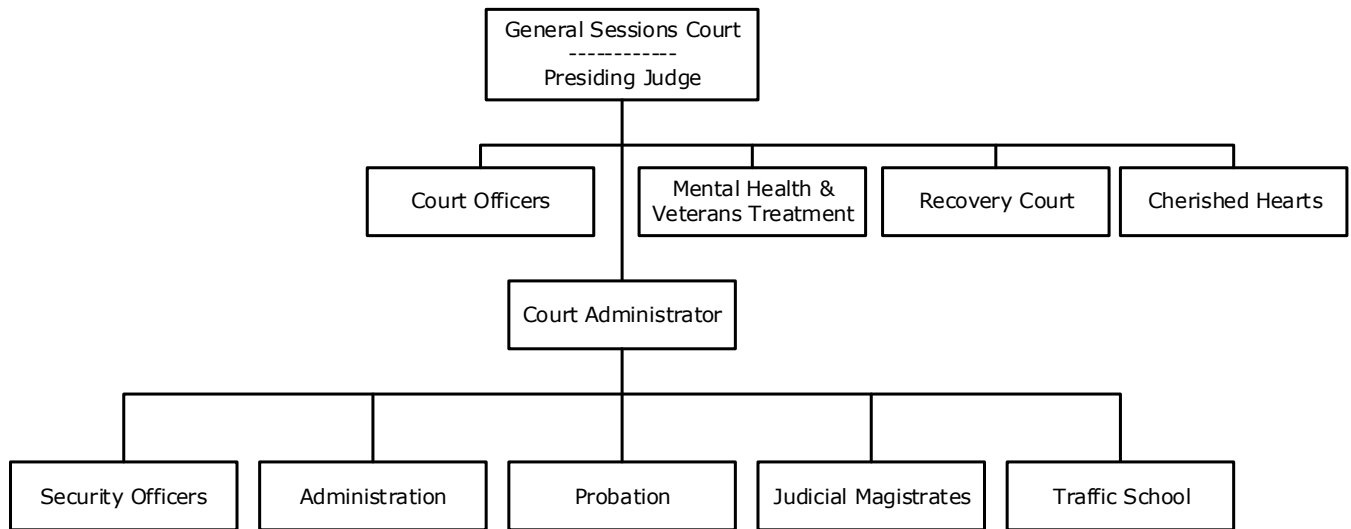 General Sessions Court
------------
Presiding Judge
Court Officers
Mental Health &
Veterans Treatment
Recovery Court
Cherished Hearts
Court Administrator
Security Officers
Administration
Probation
Judicial Magistrates
Traffic School